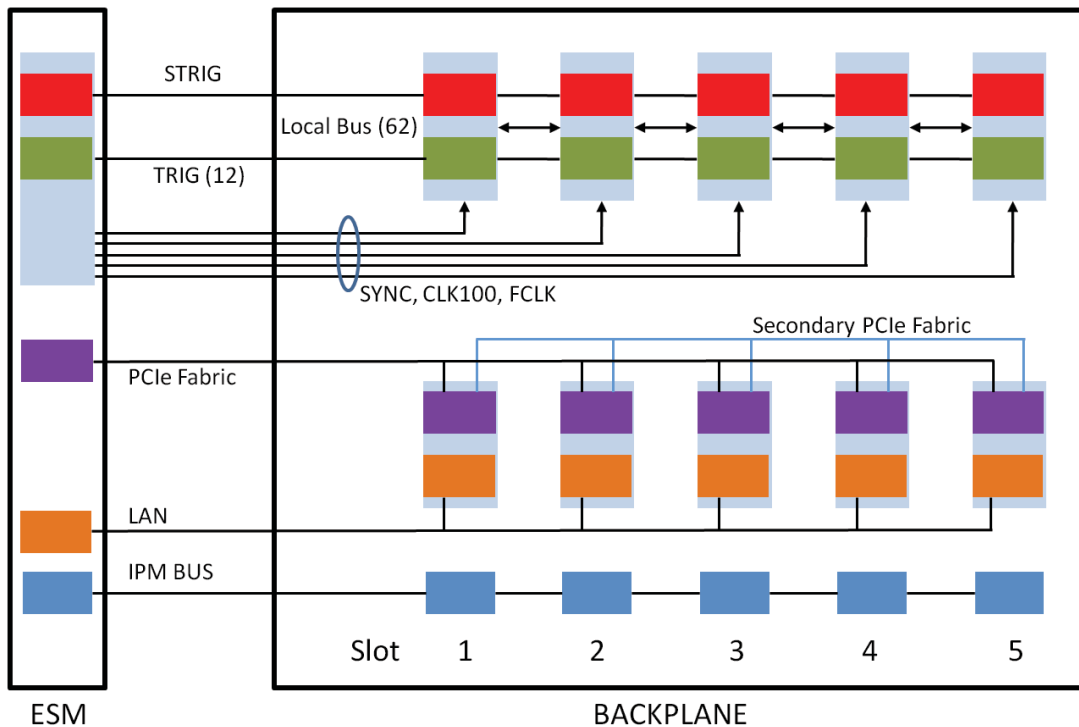 STRIG
Local Bus (62)
TRIG (12)
SYNC, CLK100, FCLK
Secondary PCIe Fabric
PCIe Fabric
LAN
IPM BUS
Slot 1 2 3 4 5
ESM BACKPLANE